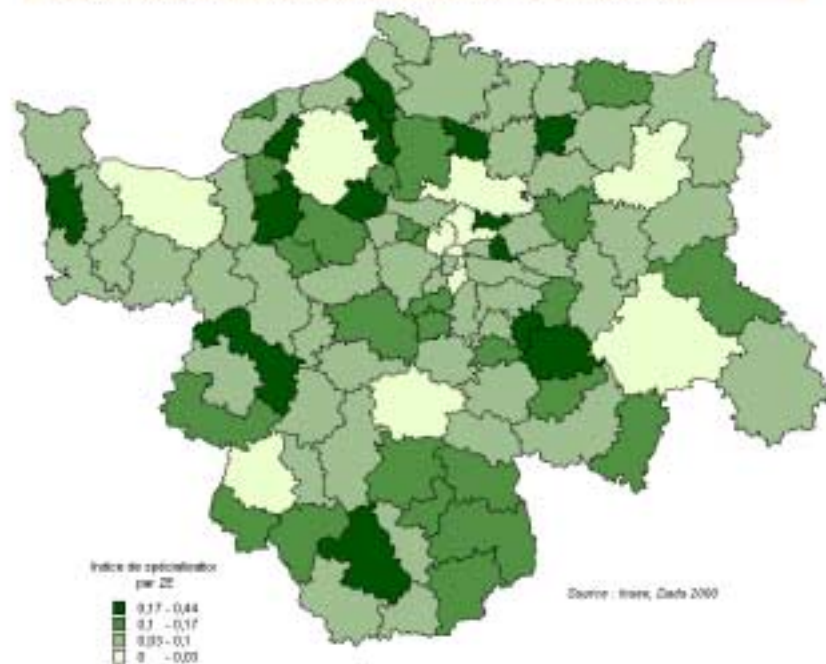 Indice de spécialisation
par ZE
0,17 - 0,44
0,1 - 0,17
0,03 - 0,1
0 - 0,03
Source : Insee, Clado 2000